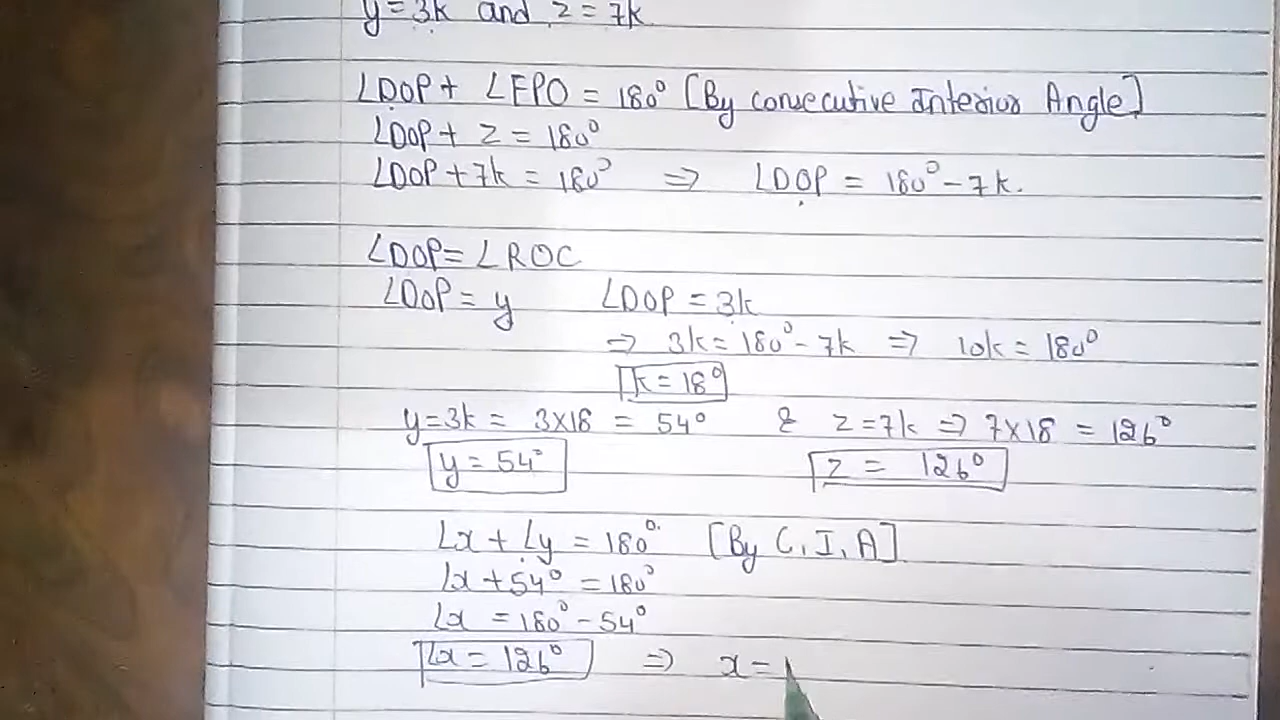 y = 3k and z = 7k
∠DOP + ∠FPO = 180° [By consecutive Interior Angle]
∠DOP + z = 180°
∠DOP + 7k = 180° ⇒ ∠DOP = 180° - 7k.
∠DOP = ∠ROC
∠DOP = y ∠DOP = 3k
⇒ 3k = 180° - 7k ⇒ 10k = 180°
k = 18°
y = 3k = 3×18 = 54° & z = 7k ⇒ 7×18 = 126°
y = 54° z = 126°
∠x + ∠y = 180° [By C, I, A]
∠x + 54° = 180°
∠x = 180° - 54°
∠x = 126° ⇒ x =